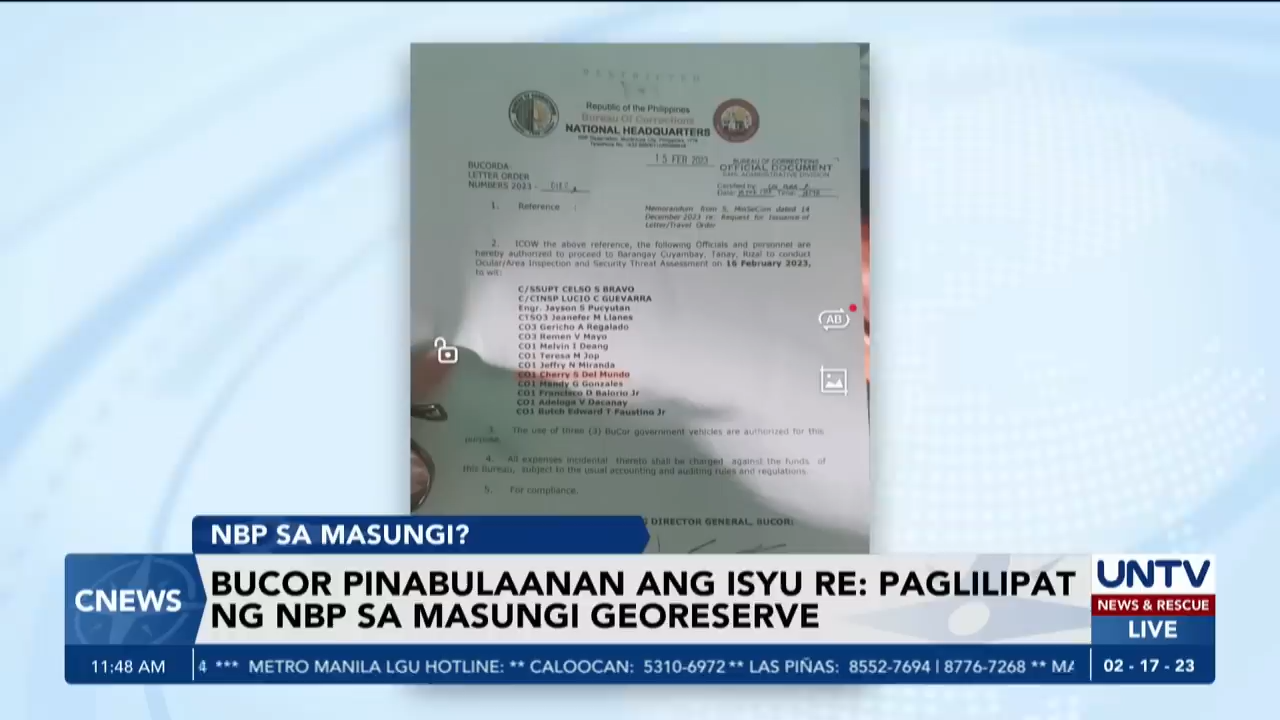 RESTRICTED
Republic of the Philippines
Bureau Of Corrections
NATIONAL HEADQUARTERS
15 FEB 2023
BUREAU OF CORRECTIONS
OFFICIAL DOCUMENT
BUCORDA
LETTER ORDER
NUMBERS 2023 -
1. Reference :
Memorandum from S, MasSeCom dated 14
December 2023 re: Request for Issuance of
Letter/Travel Order
2. ICOW the above reference, the following Officials and personnel are
hereby authorized to proceed to Barangay Cuyambay, Tanay, Rizal to conduct
Ocular/Area Inspection and Security Threat Assessment on 16 February 2023,
to wit:
C/SSUPT CELSO S BRAVO
C/CINSP LUCIO C GUEVARRA
Engr. Jayson S Pucyutan
CTSO3 Jeanefer M Llanes
CO3 Gericho A Regalado
CO3 Remen V Mayo
CO1 Melvin I Deang
CO1 Teresa M Jop
CO1 Jeffry N Miranda
CO1 Cherry S Del Mundo
CO1 Mandy G Gonzales
CO1 Francisco D Balorio Jr
CO1 Adeloga V Dacanay
CO1 Butch Edward T Faustino Jr
3. The use of three (3) BuCor government vehicles are authorized for this
purpose.
4. All expenses incidental thereto shall be charged against the funds of
this Bureau, subject to the usual accounting and auditing rules and regulations.
5. For compliance.
DIRECTOR GENERAL, BUCOR:
AB
NBP SA MASUNGI?
CNEWS
BUCOR PINABULAANAN ANG ISYU RE: PAGLILIPAT
NG NBP SA MASUNGI GEORESERVE
UNTV
NEWS & RESCUE
LIVE
11:48 AM
4 *** METRO MANILA LGU HOTLINE: ** CALOOCAN: 5310-6972 ** LAS PIÑAS: 8552-7694 | 8776-7268 ** MA
02 - 17 - 23